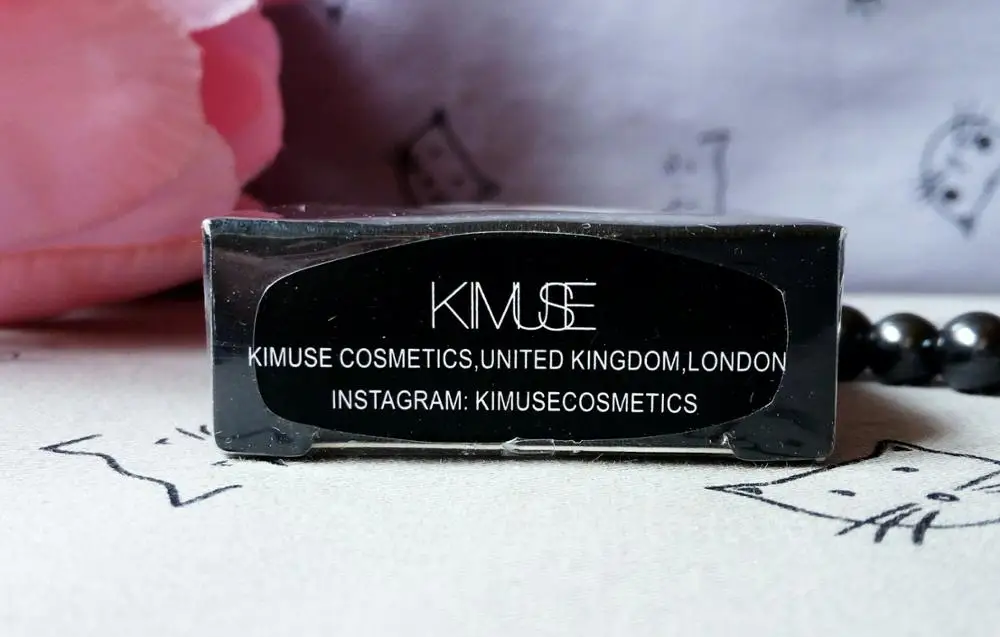 KIMUSE
KIMUSE COSMETICS,UNITED KINGDOM,LONDON
INSTAGRAM: KIMUSECOSMETICS